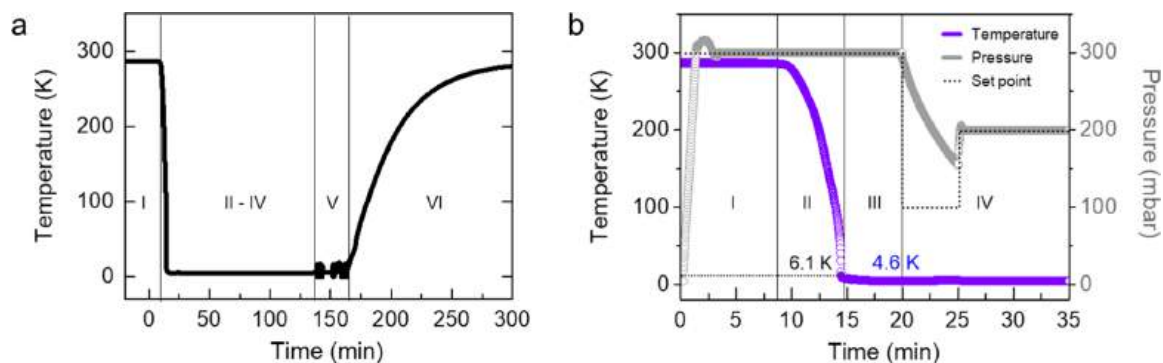 a
Temperature (K)
300
200
100
0
I
II - IV
V
VI
0
50
100
150
200
250
300
Time (min)
b
Temperature (K)
300
200
100
0
Temperature
Pressure
Set point
I
II
III
IV
6.1 K
4.6 K
300
200
100
0
Pressure (mbar)
0
5
10
15
20
25
30
35
Time (min)